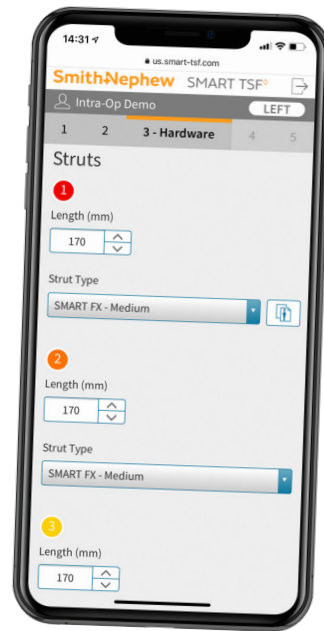 14:31
us.smart-tsf.com
Smith+Nephew SMART TSF®
Intra-Op Demo LEFT
1 2 3 - Hardware 4 5
Struts
1
Length (mm)
170
Strut Type
SMART FX - Medium
2
Length (mm)
170
Strut Type
SMART FX - Medium
3
Length (mm)
170